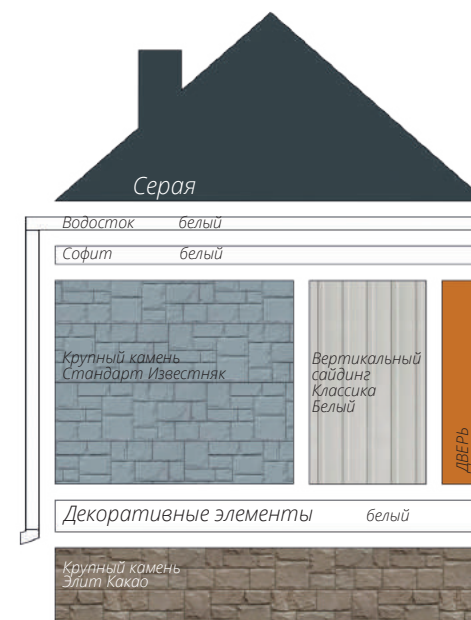 Серая
Водосток белый
Софит белый
Крупный камень
Стандарт Известняк
Вертикальный
сайдинг
Классика
Белый
ДВЕРЬ
Декоративные элементы белый
Крупный камень
Элит Какао